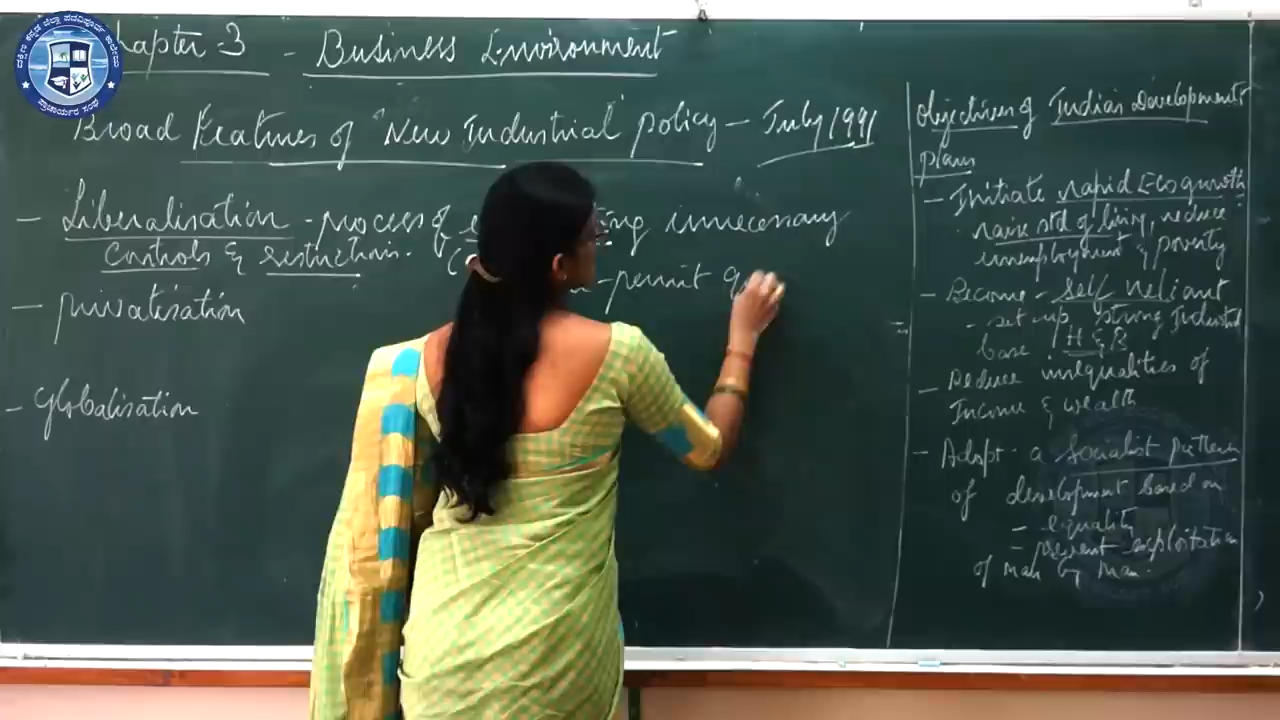 Chapter 3 - Business Environment
Broad Features of "New Industrial" policy - July 1991
- Liberalisation - process of ing unnecessary
controls & restrictions.
- permit
- privatisation
- Globalisation
Objectives of Indian Development
plans
- Initiate rapid Eco growth
raise std of living, reduce
unemployment & poverty
- Become - Self Reliant
- set up strong Industrial
base / H & B
- Reduce inequalities of
Income & wealth
- Adopt - a socialist pattern
of development based on
- equality
- prevent exploitation
of man by man.